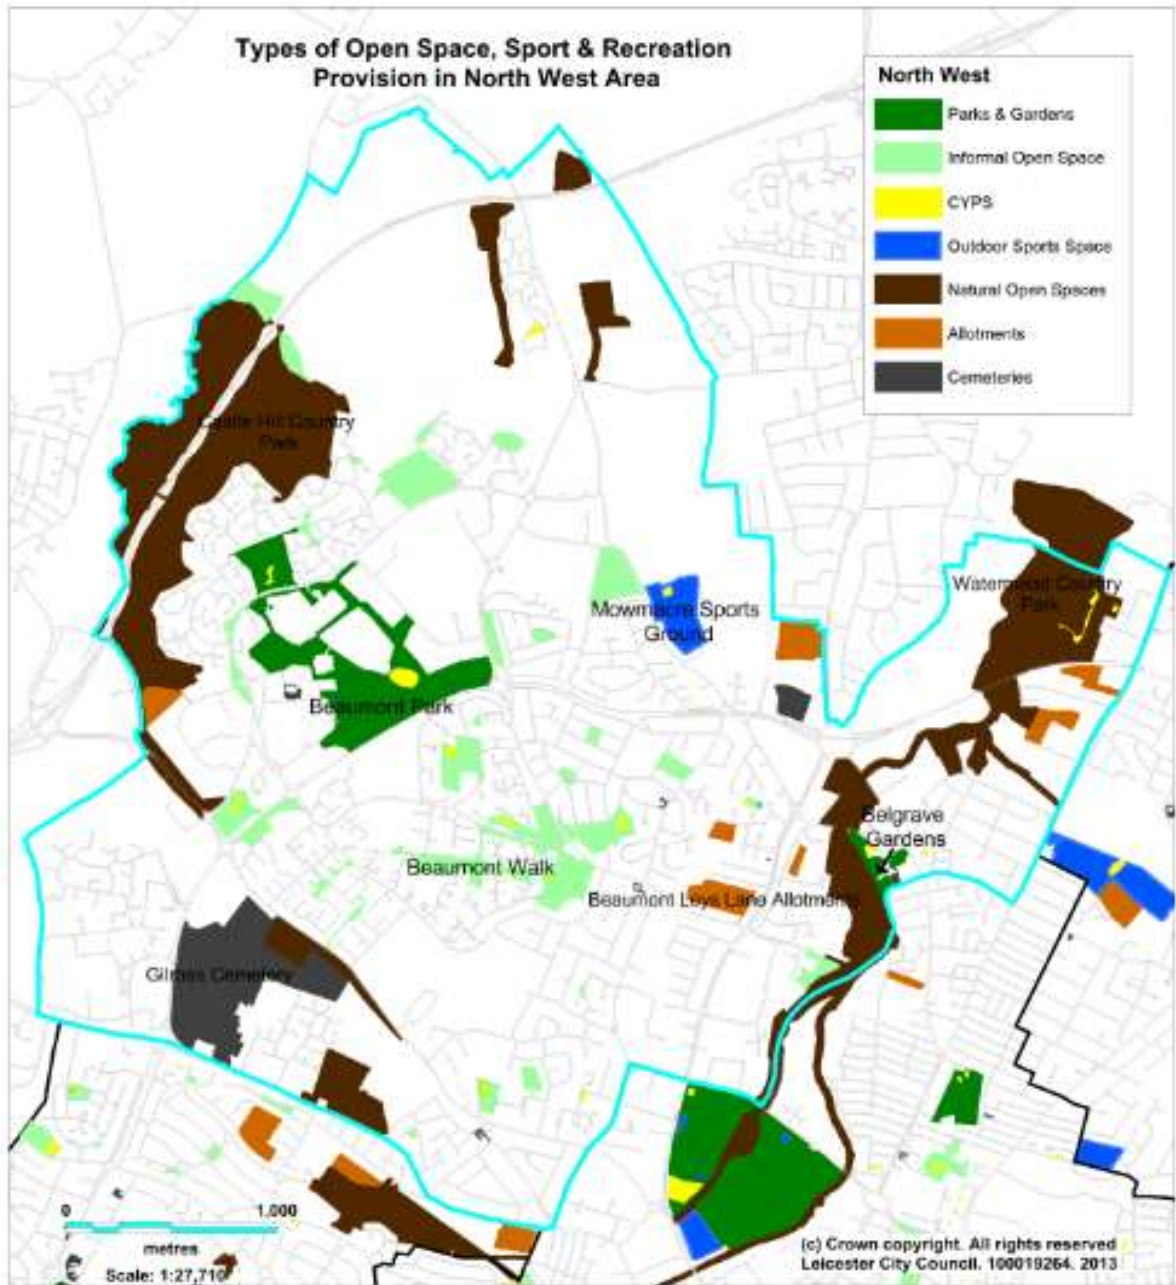 Types of Open Space, Sport & Recreation
Provision in North West Area
North West
Parks & Gardens
Informal Open Space
CYPS
Outdoor Sports Space
Natural Open Spaces
Allotments
Cemeteries
Castle Hill Country
Park
Watermead Country
Park
Mowmacre Sports
Ground
Beaumont Park
Belgrave
Gardens
Beaumont Walk
Beaumont Leys Lane Allotments
Gilroes Cemetery
0 1,000
metres
Scale: 1:27,710
(c) Crown copyright. All rights reserved
Leicester City Council. 100019264. 2013